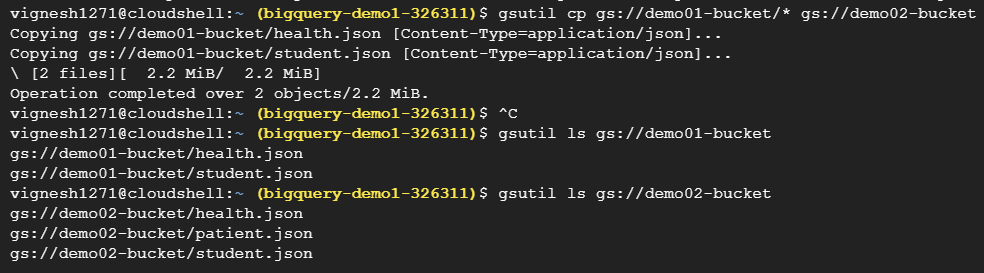 vignesh1271@cloudshell:~ (bigquery-demo1-326311)$ gsutil cp gs://demo01-bucket/* gs://demo02-bucket
Copying gs://demo01-bucket/health.json [Content-Type=application/json]...
Copying gs://demo01-bucket/student.json [Content-Type=application/json]...
\ [2 files][  2.2 MiB/  2.2 MiB]
Operation completed over 2 objects/2.2 MiB.
vignesh1271@cloudshell:~ (bigquery-demo1-326311)$ ^C
vignesh1271@cloudshell:~ (bigquery-demo1-326311)$ gsutil ls gs://demo01-bucket
gs://demo01-bucket/health.json
gs://demo01-bucket/student.json
vignesh1271@cloudshell:~ (bigquery-demo1-326311)$ gsutil ls gs://demo02-bucket
gs://demo02-bucket/health.json
gs://demo02-bucket/patient.json
gs://demo02-bucket/student.json